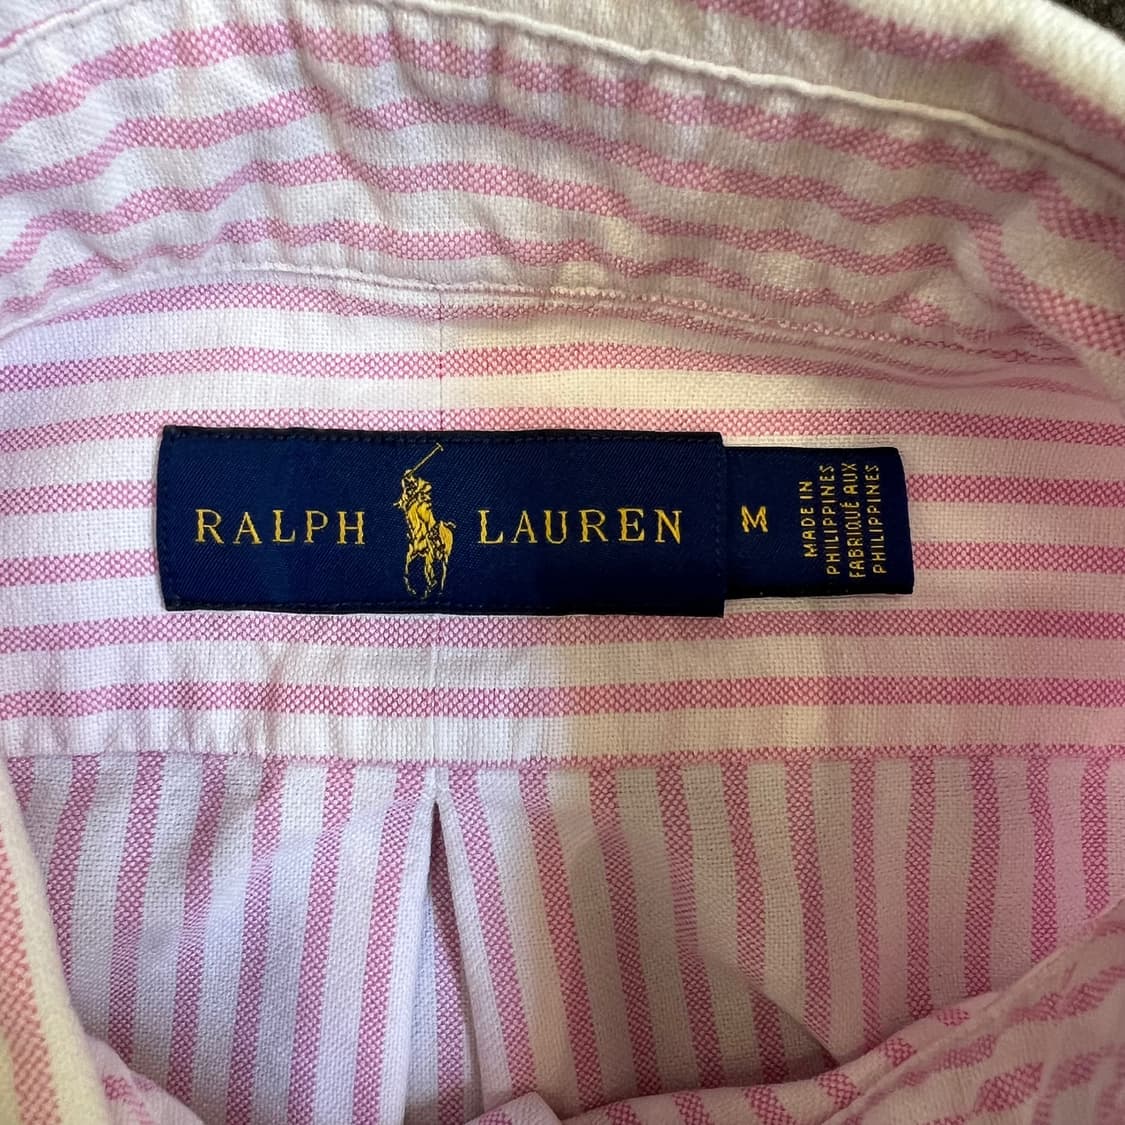 RALPH LAUREN
M
MADE IN
PHILIPPINES
FABRIQUÉ AUX
PHILIPPINES